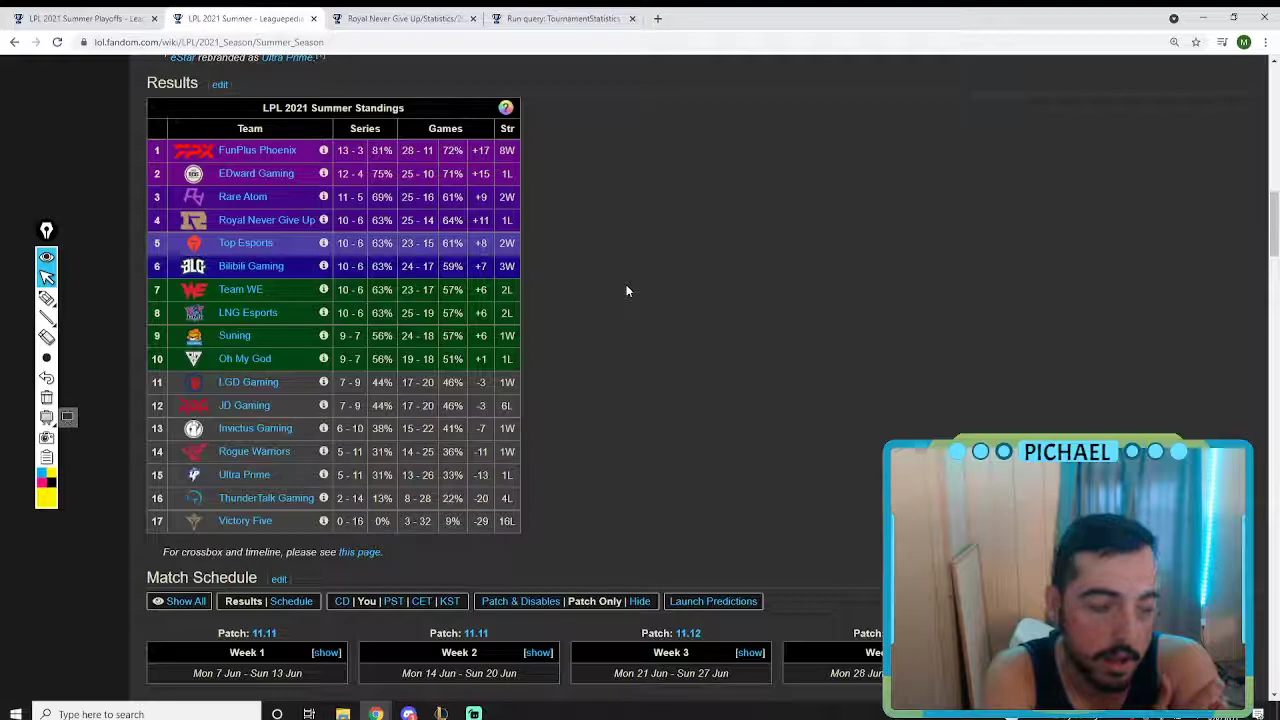 LPL 2021 Summer Playoffs - Leag
LPL 2021 Summer - Leaguepedia
Royal Never Give Up/Statistics/2
Run query: TournamentStatistics
lol.fandom.com/wiki/LPL/2021_Season/Summer_Season
M
eStar rebranded as Ultra Prime.
Results edit
LPL 2021 Summer Standings ?
Team Series Games Str
1 FunPlus Phoenix 13 - 3 81% 28 - 11 72% +17 8W
2 EDward Gaming 12 - 4 75% 25 - 10 71% +15 1L
3 Rare Atom 11 - 5 69% 25 - 16 61% +9 2W
4 Royal Never Give Up 10 - 6 63% 25 - 14 64% +11 1L
5 Top Esports 10 - 6 63% 23 - 15 61% +8 2W
6 Bilibili Gaming 10 - 6 63% 24 - 17 59% +7 3W
7 Team WE 10 - 6 63% 23 - 17 57% +6 2L
8 LNG Esports 10 - 6 63% 25 - 19 57% +6 2L
9 Suning 9 - 7 56% 24 - 18 57% +6 1W
10 Oh My God 9 - 7 56% 19 - 18 51% +1 1L
11 LGD Gaming 7 - 9 44% 17 - 20 46% -3 1W
12 JD Gaming 7 - 9 44% 17 - 20 46% -3 6L
13 Invictus Gaming 6 - 10 38% 15 - 22 41% -7 1W
14 Rogue Warriors 5 - 11 31% 14 - 25 36% -11 1W
15 Ultra Prime 5 - 11 31% 13 - 26 33% -13 1L
16 ThunderTalk Gaming 2 - 14 13% 8 - 28 22% -20 4L
17 Victory Five 0 - 16 0% 3 - 32 9% -29 16L
For crossbox and timeline, please see this page.
PICHAEL
Match Schedule edit
Show All Results | Schedule CD | You | PST | CET | KST Patch & Disables | Patch Only | Hide Launch Predictions
Patch: 11.11 Patch: 11.11 Patch: 11.12 Patch:
Week 1 [show] Week 2 [show] Week 3 [show]
Mon 7 Jun - Sun 13 Jun Mon 14 Jun - Sun 20 Jun Mon 21 Jun - Sun 27 Jun Mon 28 Jun
Type here to search